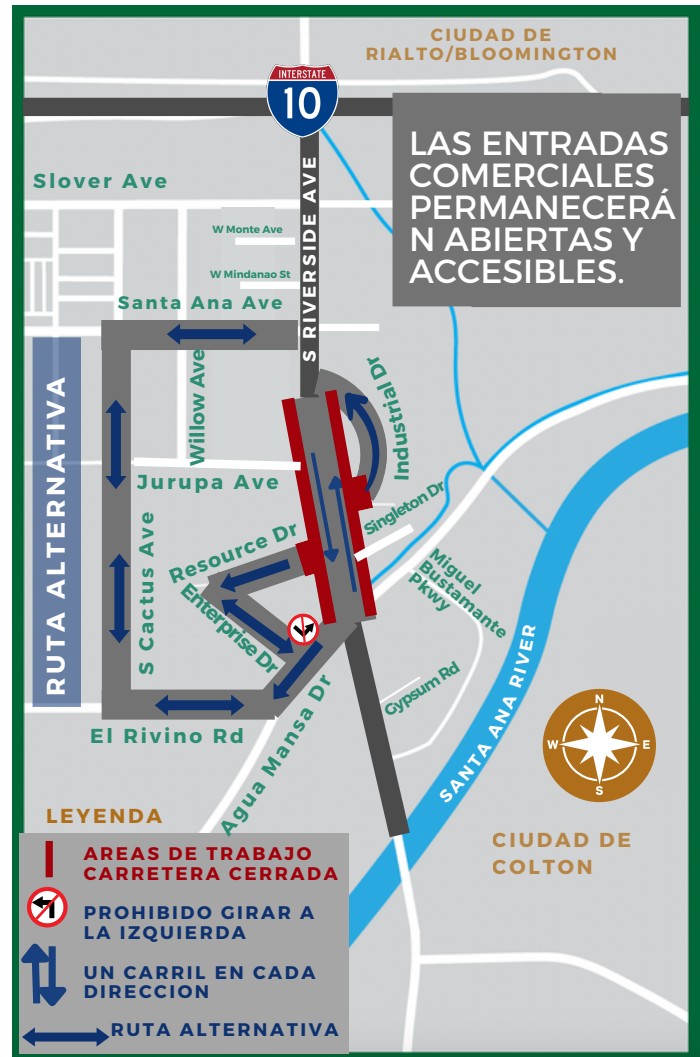 CIUDAD DE
RIALTO/BLOOMINGTON
INTERSTATE
10
LAS ENTRADAS
COMERCIALES
PERMANECERÁ
N ABIERTAS Y
ACCESIBLES.
Slover Ave
S RIVERSIDE AVE
W Monte Ave
W Mindanao St
Santa Ana Ave
Willow Ave
Industrial Dr
RUTA ALTERNATIVA
Jurupa Ave
Singleton Dr
S Cactus Ave
Resource Dr
Enterprise Dr
Miguel
Bustamante
Pkwy
Gypsum Rd
SANTA ANA RIVER
El Rivino Rd
Agua Mansa Dr
N
W
E
S
CIUDAD DE
COLTON
LEYENDA
AREAS DE TRABAJO
CARRETERA CERRADA
PROHIBIDO GIRAR A
LA IZQUIERDA
UN CARRIL EN CADA
DIRECCION
RUTA ALTERNATIVA